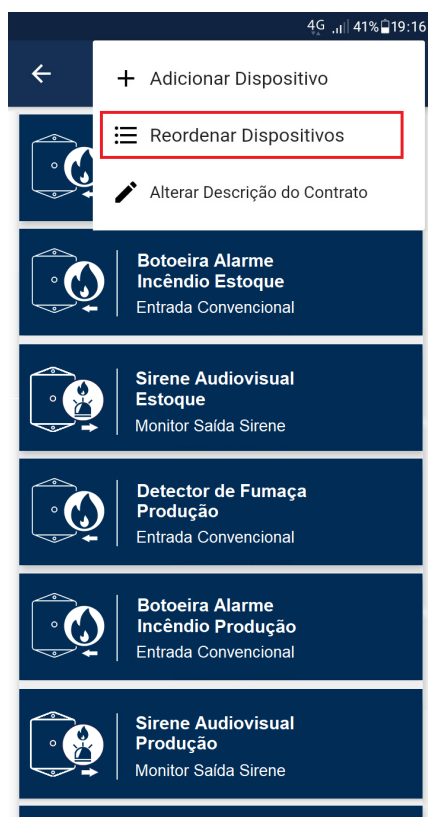 4G 41% 19:16
Adicionar Dispositivo
Reordenar Dispositivos
Alterar Descrição do Contrato
Botoeira Alarme
Incêndio Estoque
Entrada Convencional
Sirene Audiovisual
Estoque
Monitor Saída Sirene
Detector de Fumaça
Produção
Entrada Convencional
Botoeira Alarme
Incêndio Produção
Entrada Convencional
Sirene Audiovisual
Produção
Monitor Saída Sirene